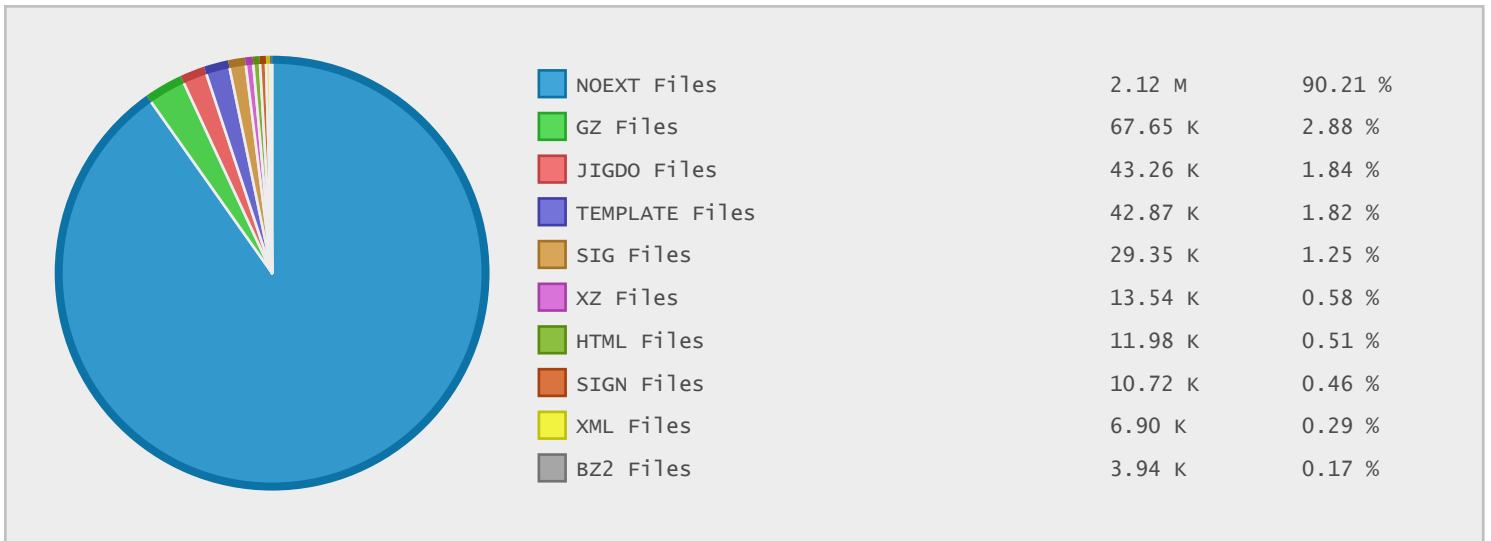 NOEXT Files 2.12 M 90.21 %
GZ Files 67.65 K 2.88 %
JIGDO Files 43.26 K 1.84 %
TEMPLATE Files 42.87 K 1.82 %
SIG Files 29.35 K 1.25 %
XZ Files 13.54 K 0.58 %
HTML Files 11.98 K 0.51 %
SIGN Files 10.72 K 0.46 %
XML Files 6.90 K 0.29 %
BZ2 Files 3.94 K 0.17 %